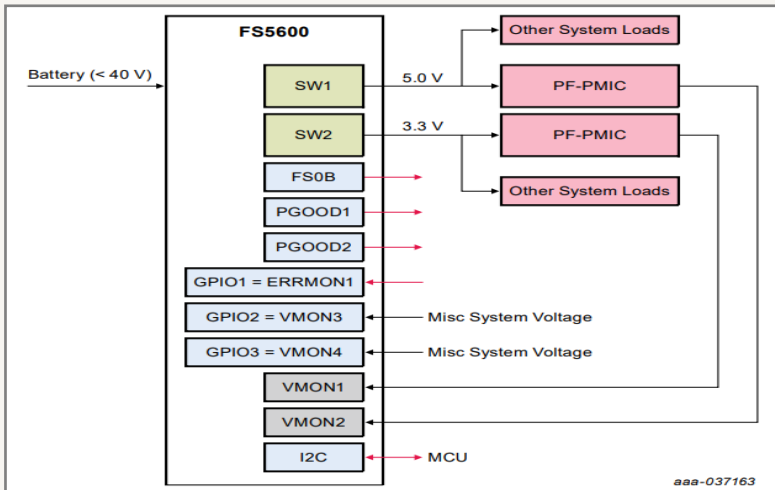 FS5600
Other System Loads
Battery (< 40 V)
5.0 V
SW1
PF-PMIC
3.3 V
SW2
PF-PMIC
FS0B
Other System Loads
PGOOD1
PGOOD2
GPIO1 = ERRMON1
GPIO2 = VMON3
Misc System Voltage
GPIO3 = VMON4
Misc System Voltage
VMON1
VMON2
I2C
MCU
aaa-037163